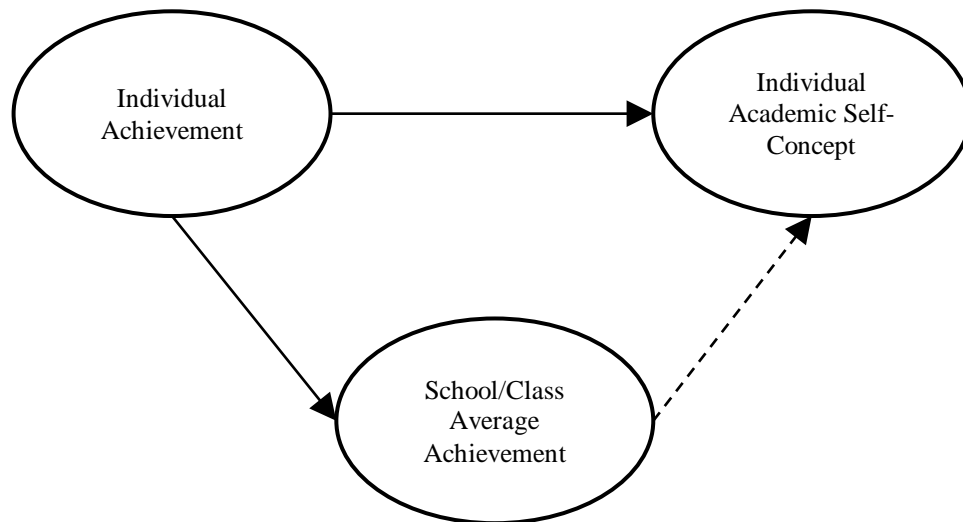 Individual
Achievement
Individual
Academic Self-
Concept
School/Class
Average
Achievement